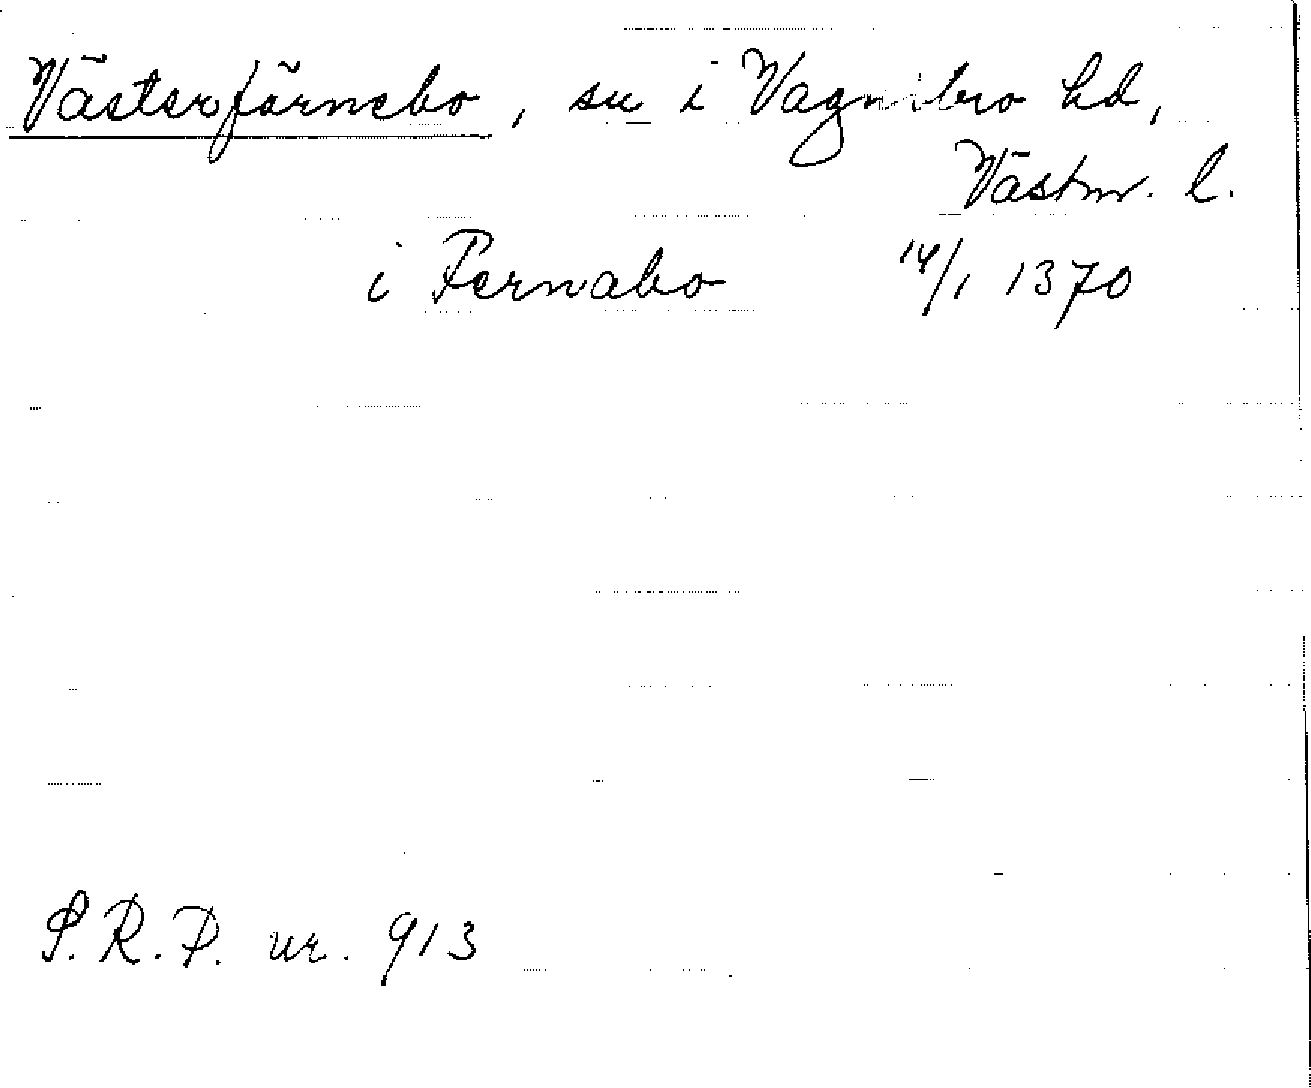 Västerfärnebo, sn i Vagnsbro hd,
Västm. l.
i Fernabo 14/1 1370
S.R.P. nr. 913